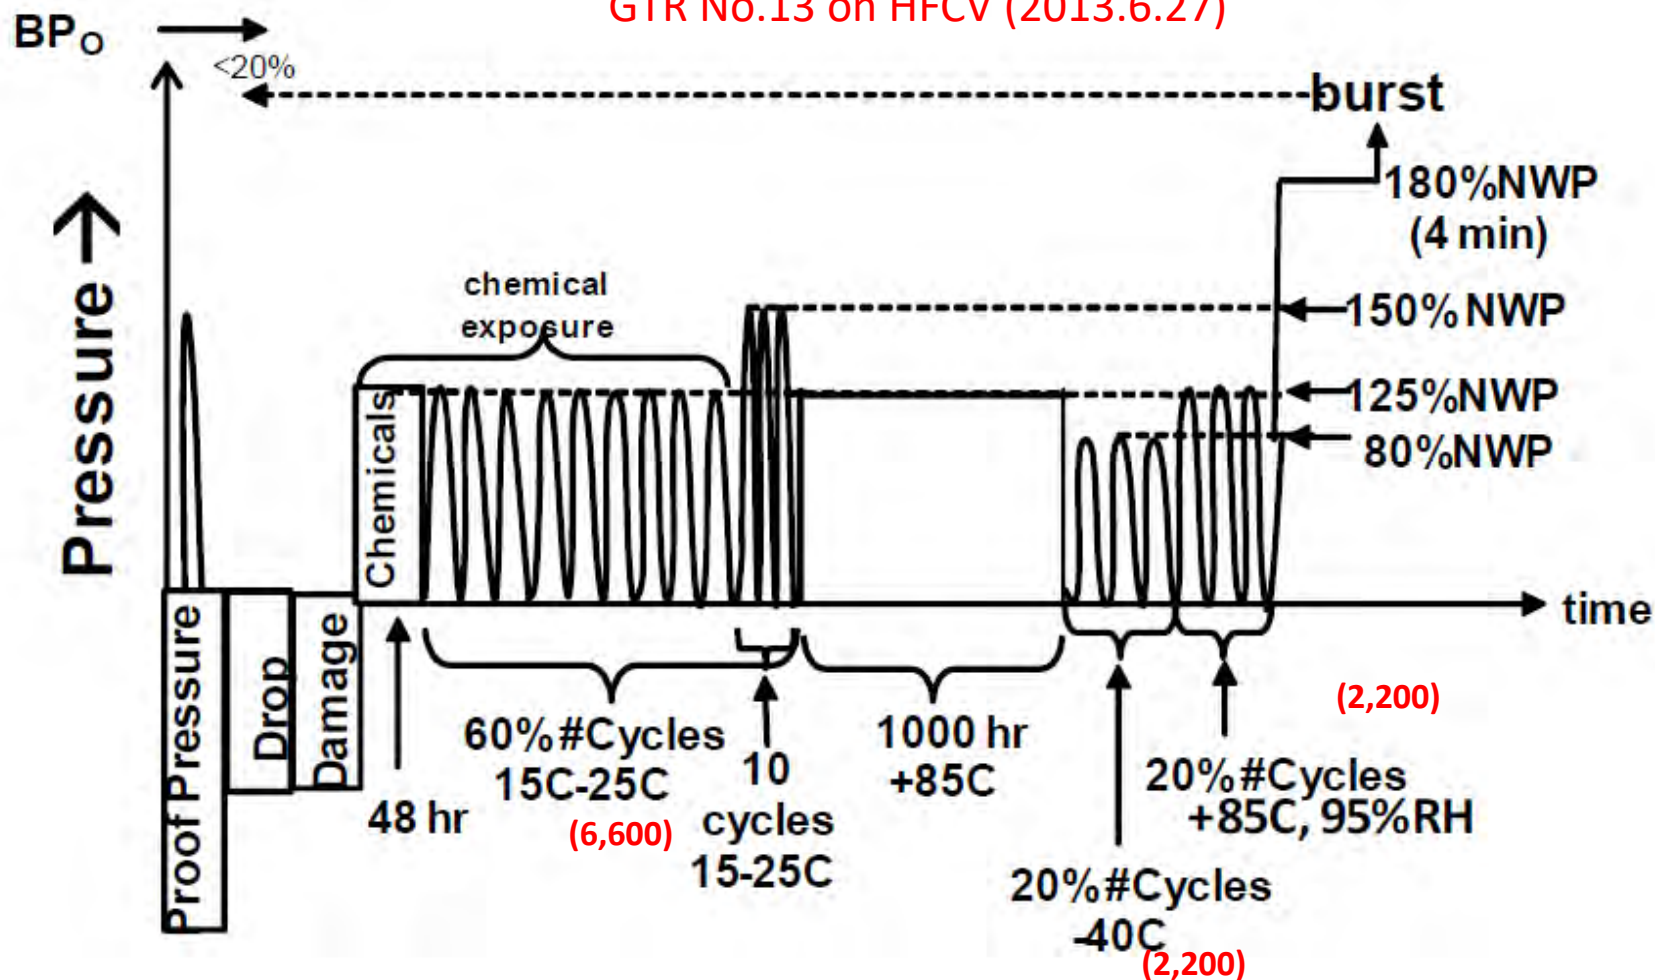 GTR No.13 on HFCV (2013.6.27)
BPO
<20%
burst
180%NWP
(4 min)
Pressure
chemical
exposure
150%NWP
125%NWP
80%NWP
Chemicals
time
Proof Pressure
Drop
Damage
48 hr
60%#Cycles
15C-25C
(6,600)
10
cycles
15-25C
1000 hr
+85C
(2,200)
20%#Cycles
+85C, 95%RH
20%#Cycles
-40C
(2,200)